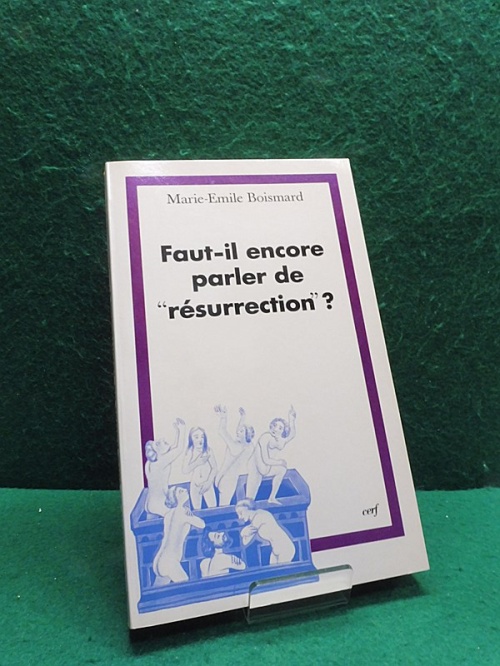 Marie-Emile Boismard
Faut-il encore
parler de
“résurrection” ?
cerf